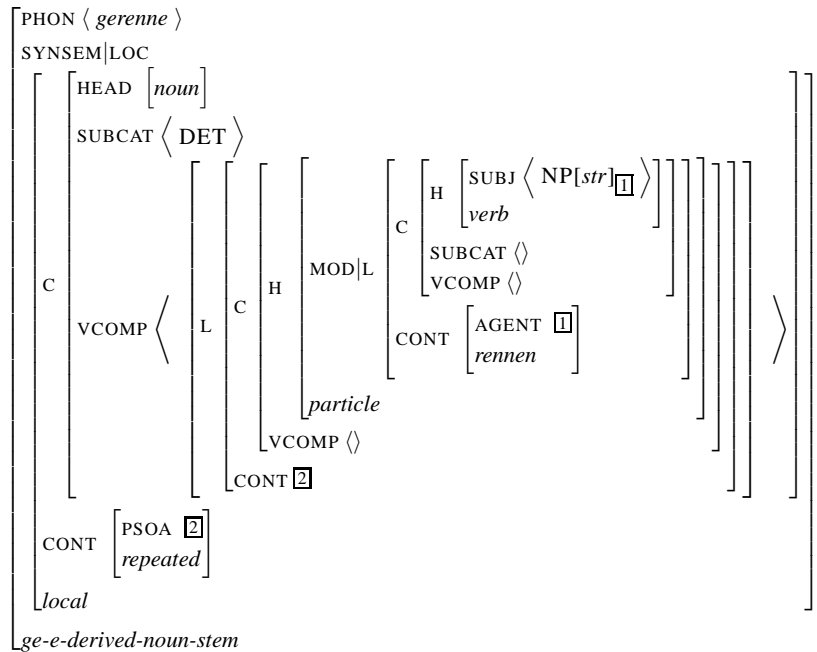 PHON ⟨ gerenne ⟩
SYNSEM|LOC
HEAD [noun]
SUBCAT ⟨ DET ⟩
SUBJ ⟨ NP[str]1 ⟩
H
verb
C
SUBCAT ⟨⟩
MOD|L
VCOMP ⟨⟩
H
C
C
VCOMP ⟨ L ⟩
AGENT 1
CONT
rennen
particle
VCOMP ⟨⟩
CONT 2
PSOA 2
CONT
repeated
local
ge-e-derived-noun-stem